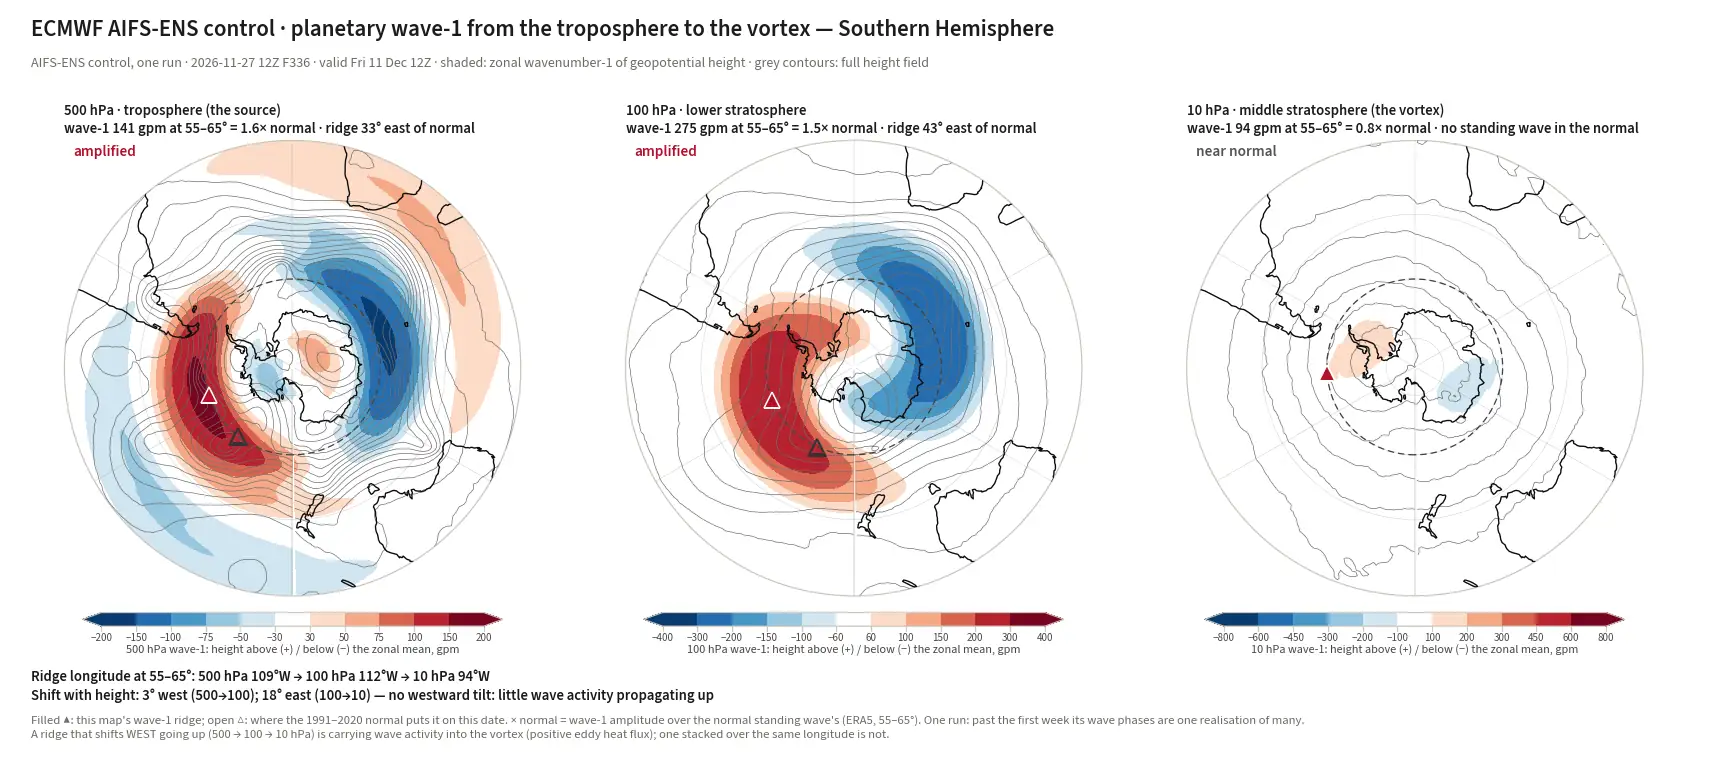 ECMWF AIFS-ENS control · planetary wave-1 from the troposphere to the vortex — Southern Hemisphere
AIFS-ENS control, one run · 2026-11-27 12Z F336 · valid Fri 11 Dec 12Z · shaded: zonal wavenumber-1 of geopotential height · grey contours: full height field
500 hPa · troposphere (the source)
wave-1 141 gpm at 55–65° = 1.6× normal · ridge 33° east of normal
amplified
100 hPa · lower stratosphere
wave-1 275 gpm at 55–65° = 1.5× normal · ridge 43° east of normal
amplified
10 hPa · middle stratosphere (the vortex)
wave-1 94 gpm at 55–65° = 0.8× normal · no standing wave in the normal
near normal
−200 −150 −100 −75 −50 −30 30 50 75 100 150 200
500 hPa wave-1: height above (+) / below (−) the zonal mean, gpm
−400 −300 −200 −150 −100 −60 60 100 150 200 300 400
100 hPa wave-1: height above (+) / below (−) the zonal mean, gpm
−800 −600 −450 −300 −200 −100 100 200 300 450 600 800
10 hPa wave-1: height above (+) / below (−) the zonal mean, gpm
Ridge longitude at 55–65°: 500 hPa 109°W → 100 hPa 112°W → 10 hPa 94°W
Shift with height: 3° west (500→100); 18° east (100→10) — no westward tilt: little wave activity propagating up
Filled ▲: this map's wave-1 ridge; open △: where the 1991–2020 normal puts it on this date. × normal = wave-1 amplitude over the normal standing wave's (ERA5, 55–65°). One run: past the first week its wave phases are one realisation of many.
A ridge that shifts WEST going up (500 → 100 → 10 hPa) is carrying wave activity into the vortex (positive eddy heat flux); one stacked over the same longitude is not.